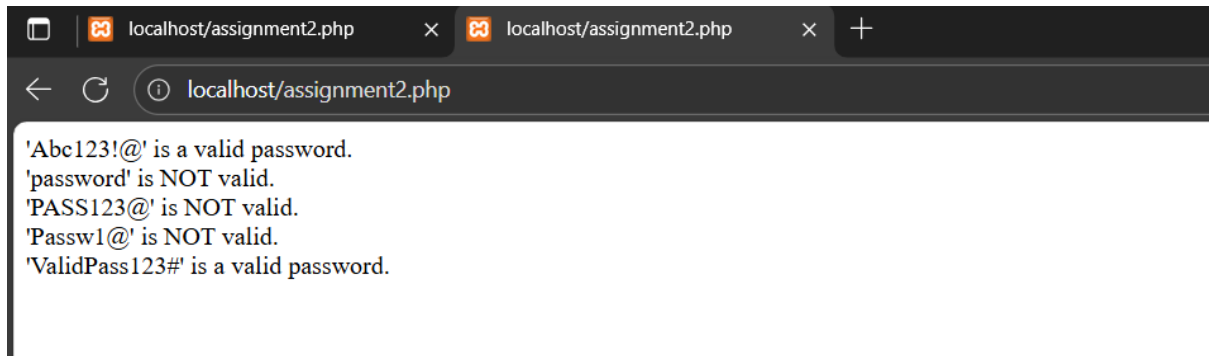 localhost/assignment2.php
localhost/assignment2.php
localhost/assignment2.php
'Abc123!@' is a valid password.
'password' is NOT valid.
'PASS123@' is NOT valid.
'Passw1@' is NOT valid.
'ValidPass123#' is a valid password.